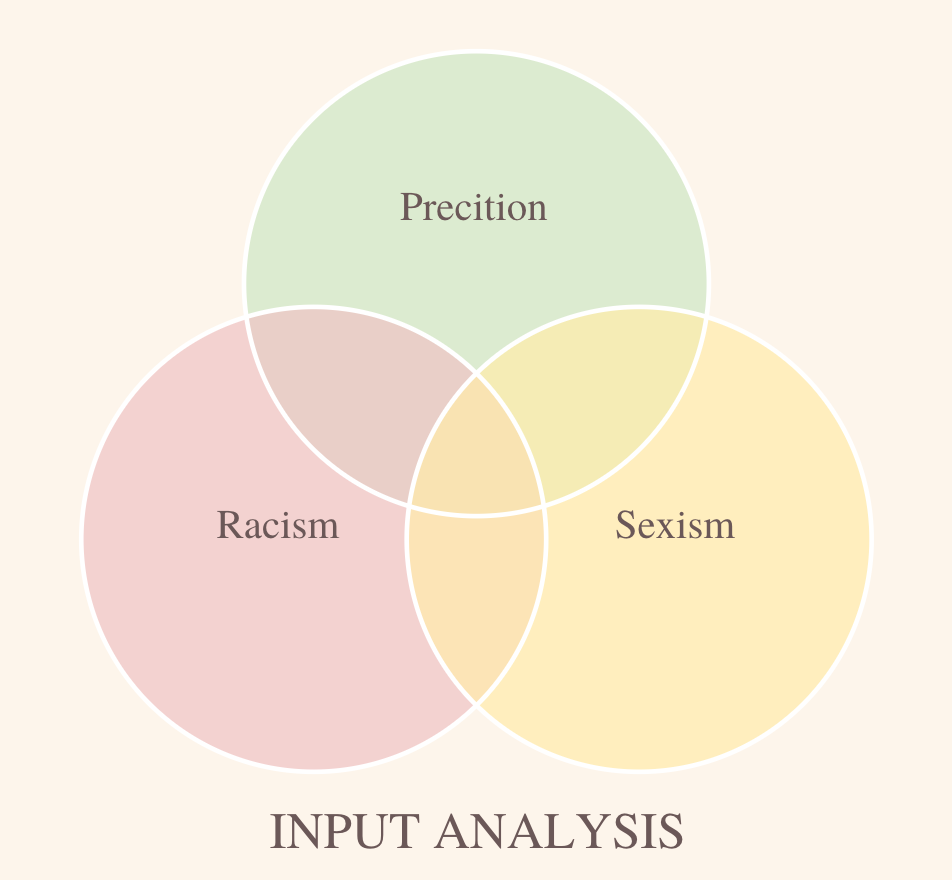 Precition
Racism
Sexism
INPUT ANALYSIS